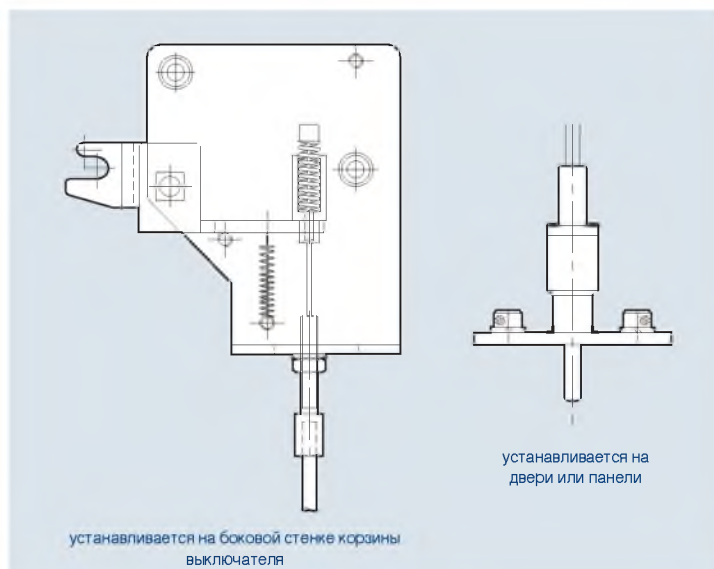 устанавливается на
двери или панели
устанавливается на боковой стенке корзины
выключателя